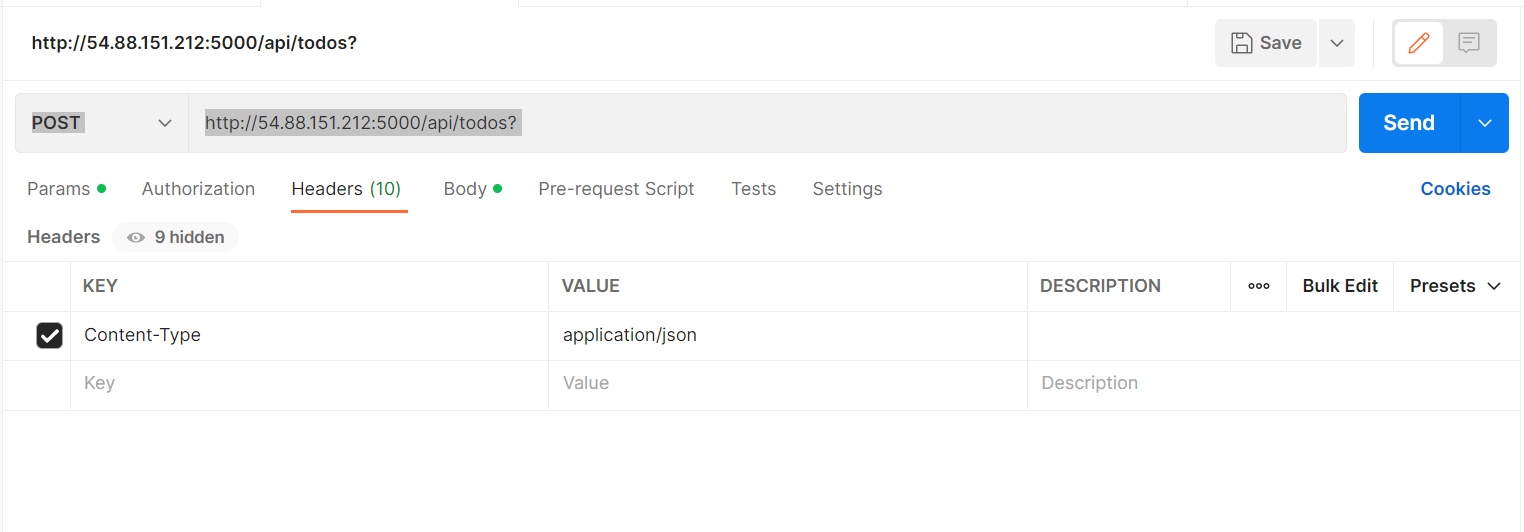 http://54.88.151.212:5000/api/todos?
Save
POST
http://54.88.151.212:5000/api/todos?
Send
Params
Authorization
Headers (10)
Body
Pre-request Script
Tests
Settings
Cookies
Headers
9 hidden
KEY
VALUE
DESCRIPTION
Bulk Edit
Presets
Content-Type
application/json
Key
Value
Description